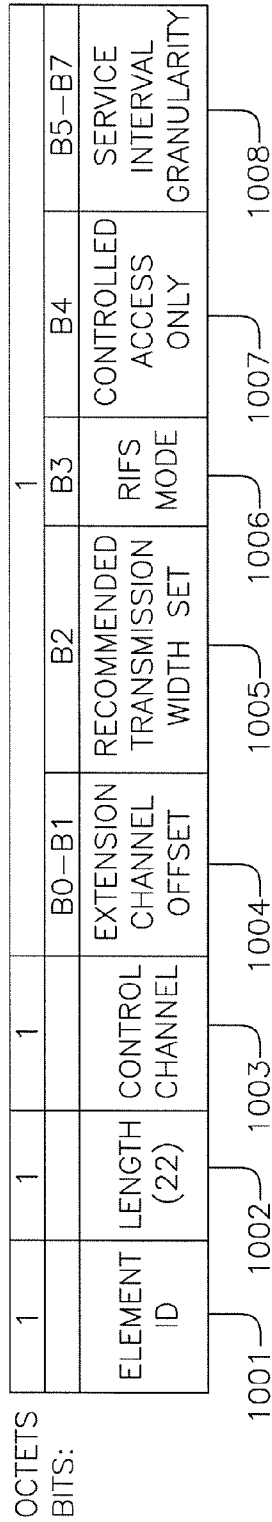 OCTETS 1 1 1 1
BITS: B0-B1 B2 B3 B4 B5-B7
ELEMENT ID
LENGTH (22)
CONTROL CHANNEL
EXTENSION CHANNEL OFFSET
RECOMMENDED TRANSMISSION WIDTH SET
RIFS MODE
CONTROLLED ACCESS ONLY
SERVICE INTERVAL GRANULARITY
1001 1002 1003 1004 1005 1006 1007 1008